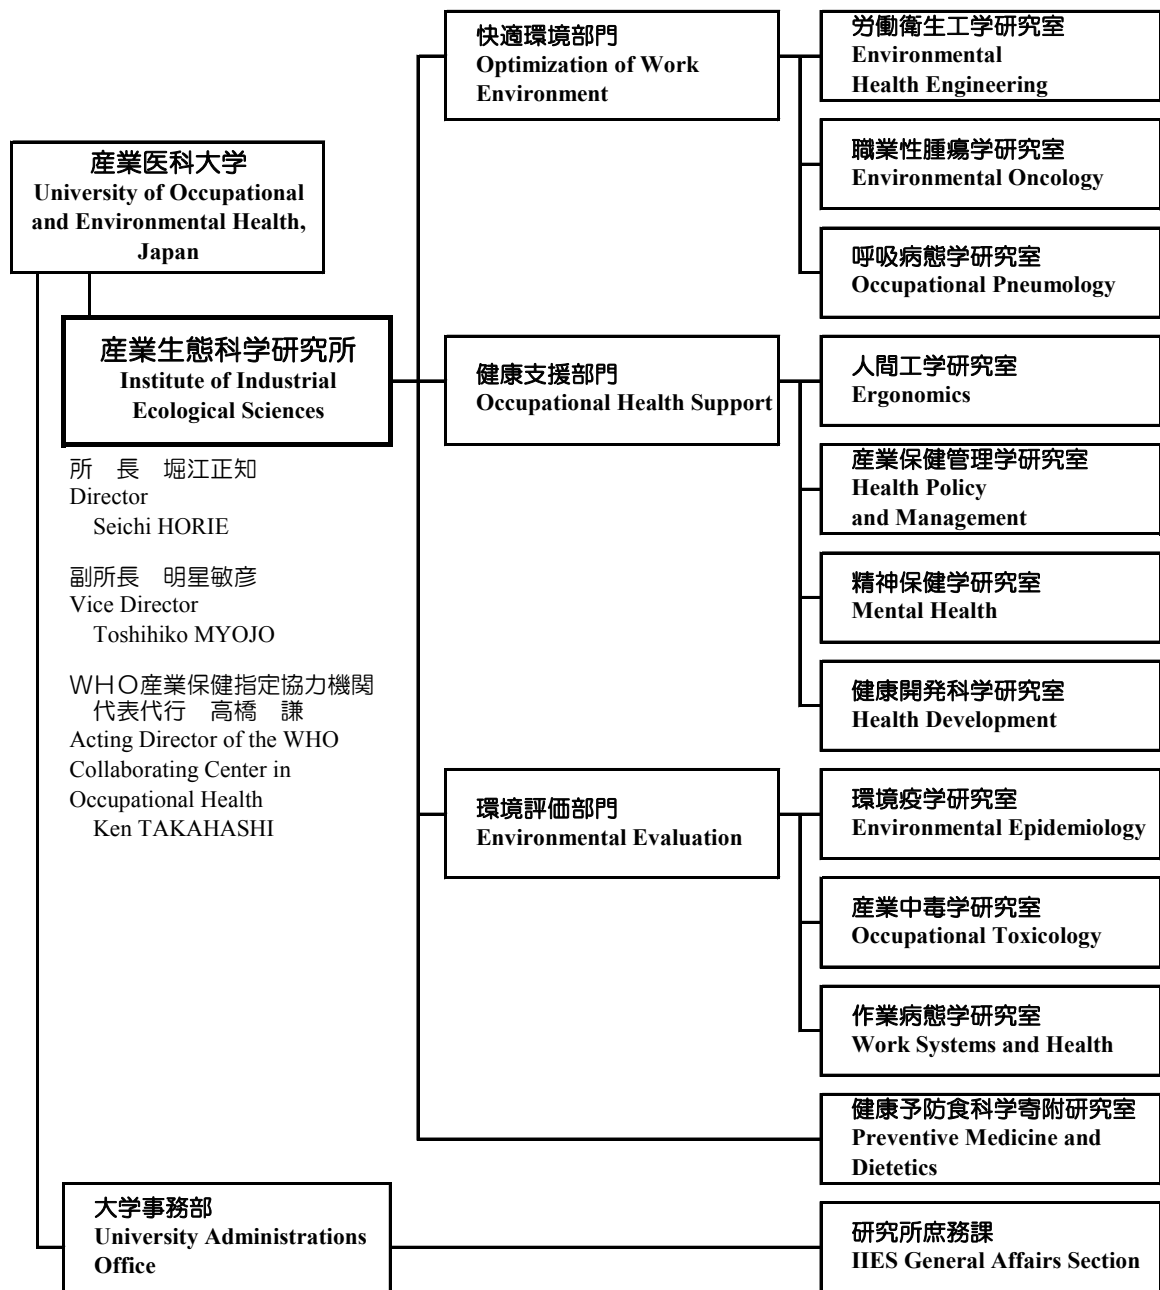 産業医科大学
University of Occupational
and Environmental Health,
Japan
産業生態科学研究所
Institute of Industrial
Ecological Sciences
所　長　堀江正知
Director
Seichi HORIE
副所長　明星敏彦
Vice Director
Toshihiko MYOJO
ＷＨＯ産業保健指定協力機関
代表代行　高橋　謙
Acting Director of the WHO
Collaborating Center in
Occupational Health
Ken TAKAHASHI
快適環境部門
Optimization of Work
Environment
労働衛生工学研究室
Environmental
Health Engineering
職業性腫瘍学研究室
Environmental Oncology
呼吸病態学研究室
Occupational Pneumology
健康支援部門
Occupational Health Support
人間工学研究室
Ergonomics
産業保健管理学研究室
Health Policy
and Management
精神保健学研究室
Mental Health
健康開発科学研究室
Health Development
環境評価部門
Environmental Evaluation
環境疫学研究室
Environmental Epidemiology
産業中毒学研究室
Occupational Toxicology
作業病態学研究室
Work Systems and Health
健康予防食科学寄附研究室
Preventive Medicine and
Dietetics
大学事務部
University Administrations
Office
研究所庶務課
IIES General Affairs Section